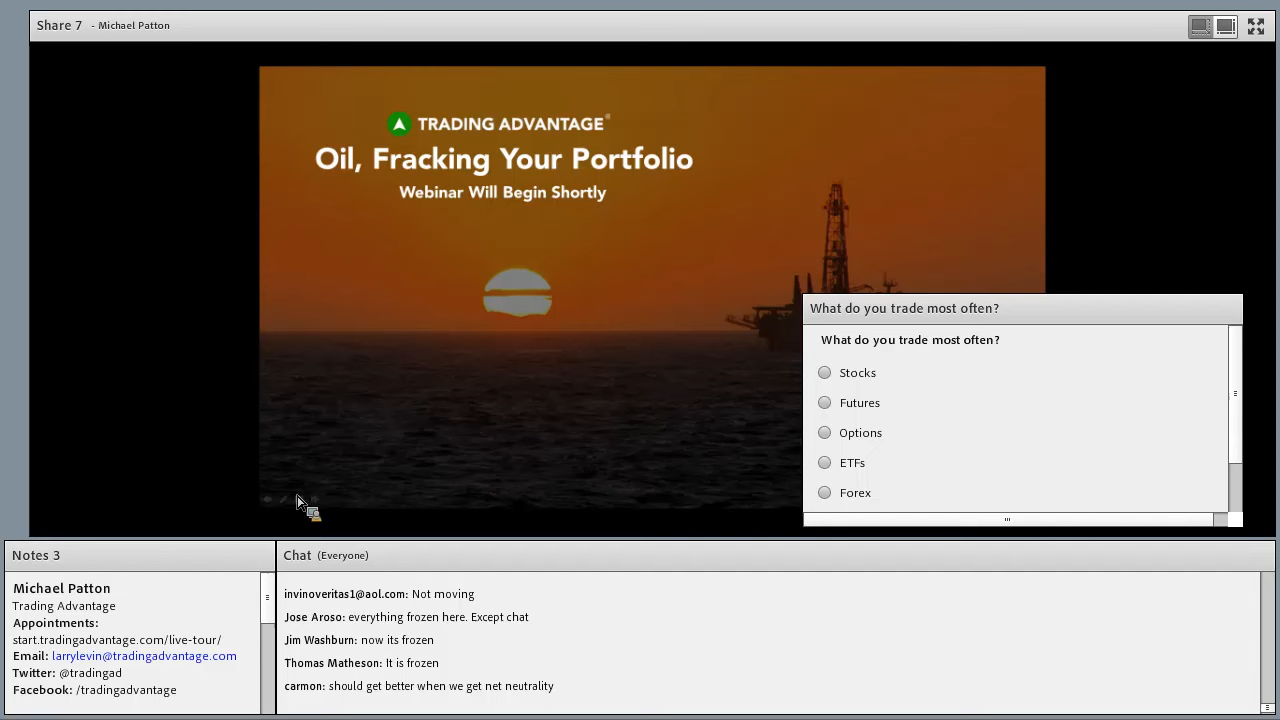 Share 7 - Michael Patton
TRADING ADVANTAGE
Oil, Fracking Your Portfolio
Webinar Will Begin Shortly
What do you trade most often?
What do you trade most often?
Stocks
Futures
Options
ETFs
Forex
Notes 3
Michael Patton
Trading Advantage
Appointments:
start.tradingadvantage.com/live-tour/
Email: larrylevin@tradingadvantage.com
Twitter: @tradingad
Facebook: /tradingadvantage
Chat (Everyone)
invinoveritas1@aol.com: Not moving
Jose Aroso: everything frozen here. Except chat
Jim Washburn: now its frozen
Thomas Matheson: It is frozen
carmon: should get better when we get net neutrality